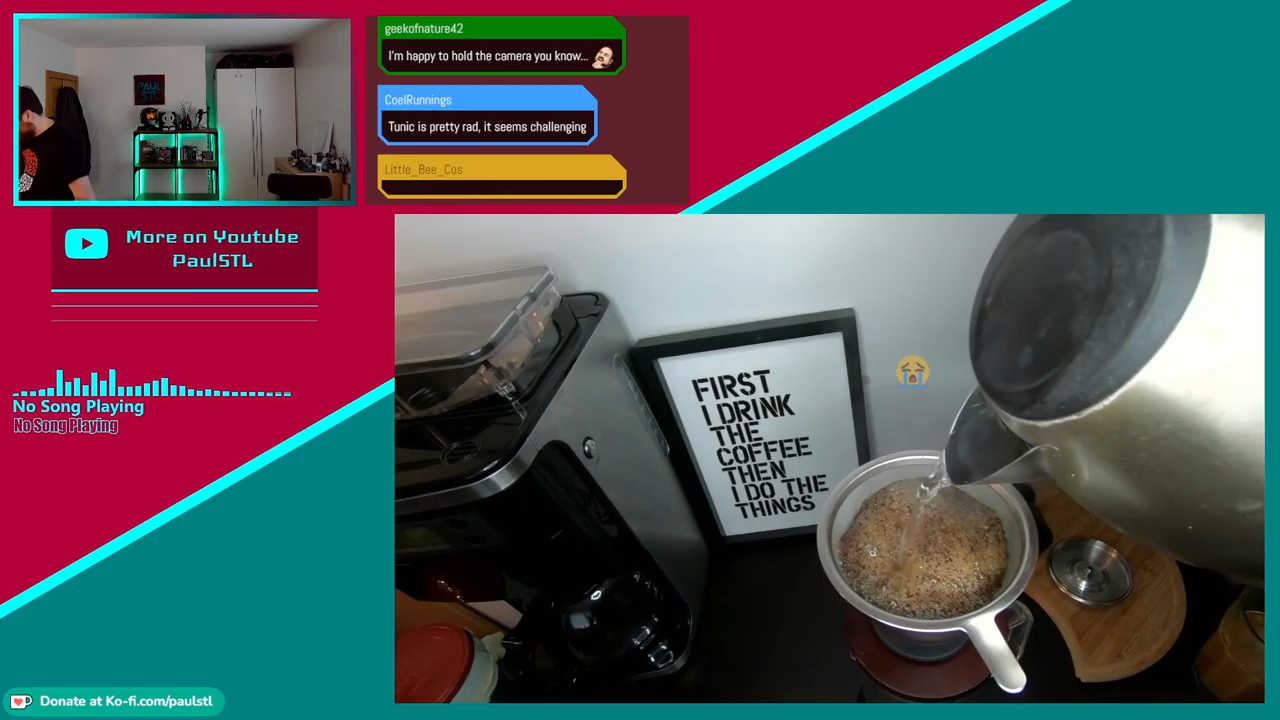 geekofnature42
I'm happy to hold the camera you know...
CoelRunnings
Tunic is pretty rad, it seems challenging
Little_Bee_Cos
PAUL
STL
More on Youtube
PaulSTL
No Song Playing
No Song Playing
FIRST
I DRINK
THE
COFFEE
THEN
I DO THE
THINGS
Donate at Ko-fi.com/paulstl